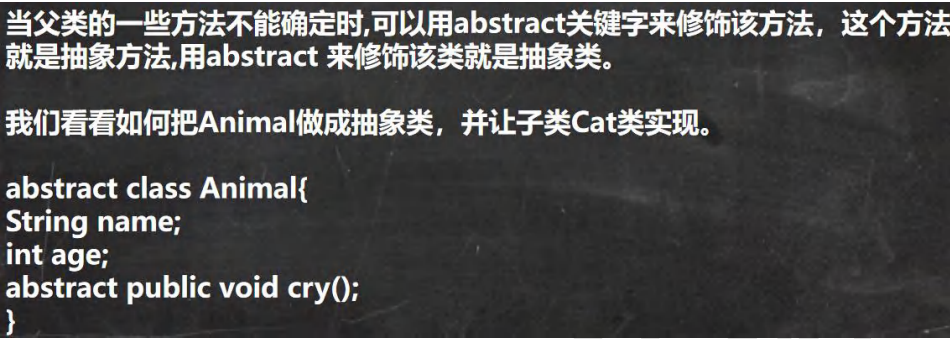 当父类的一些方法不能确定时,可以用abstract关键字来修饰该方法，这个方法
就是抽象方法,用abstract 来修饰该类就是抽象类。
我们看看如何把Animal做成抽象类，并让子类Cat类实现。
abstract class Animal{
String name;
int age;
abstract public void cry();
}